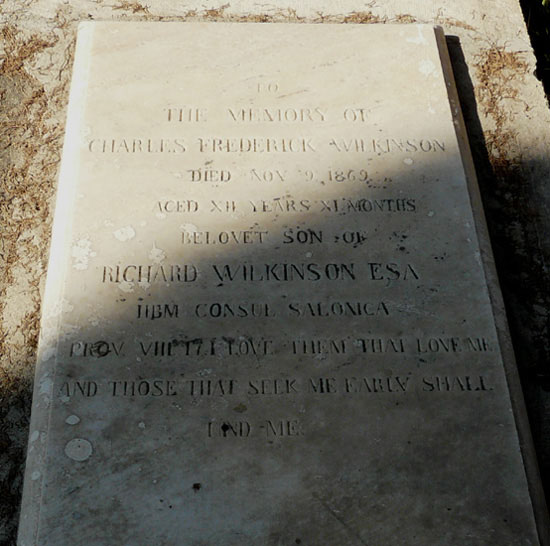 TO
THE MEMORY OF
CHARLES FREDERICK WILKINSON
DIED NOV 9. 1869
AGED XII YEARS XI MONTHS
BELOVET SON OF
RICHARD WILKINSON ESA
HBM CONSUL SALONICA
PROV VIII 17 I LOVE THEM THAT LOVE ME
AND THOSE THAT SEEK ME EARLY SHALL
FIND ME